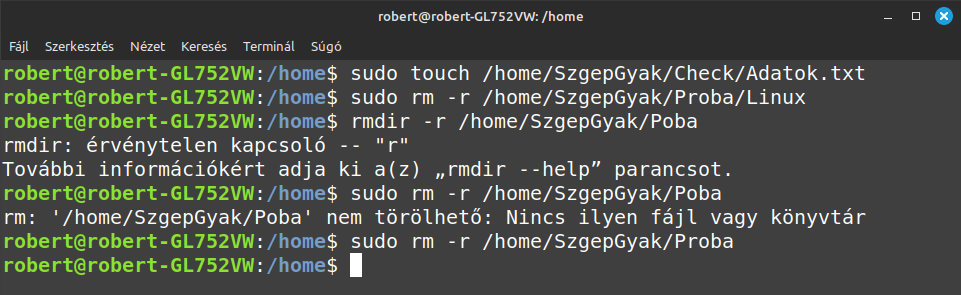 robert@robert-GL752VW: /home
Fájl Szerkesztés Nézet Keresés Terminál Súgó
robert@robert-GL752VW:/home$ sudo touch /home/SzgepGyak/Check/Adatok.txt
robert@robert-GL752VW:/home$ sudo rm -r /home/SzgepGyak/Proba/Linux
robert@robert-GL752VW:/home$ rmdir -r /home/SzgepGyak/Poba
rmdir: érvénytelen kapcsoló -- "r"
További információkért adja ki a(z) „rmdir --help” parancsot.
robert@robert-GL752VW:/home$ sudo rm -r /home/SzgepGyak/Poba
rm: '/home/SzgepGyak/Poba' nem törölhető: Nincs ilyen fájl vagy könyvtár
robert@robert-GL752VW:/home$ sudo rm -r /home/SzgepGyak/Proba
robert@robert-GL752VW:/home$